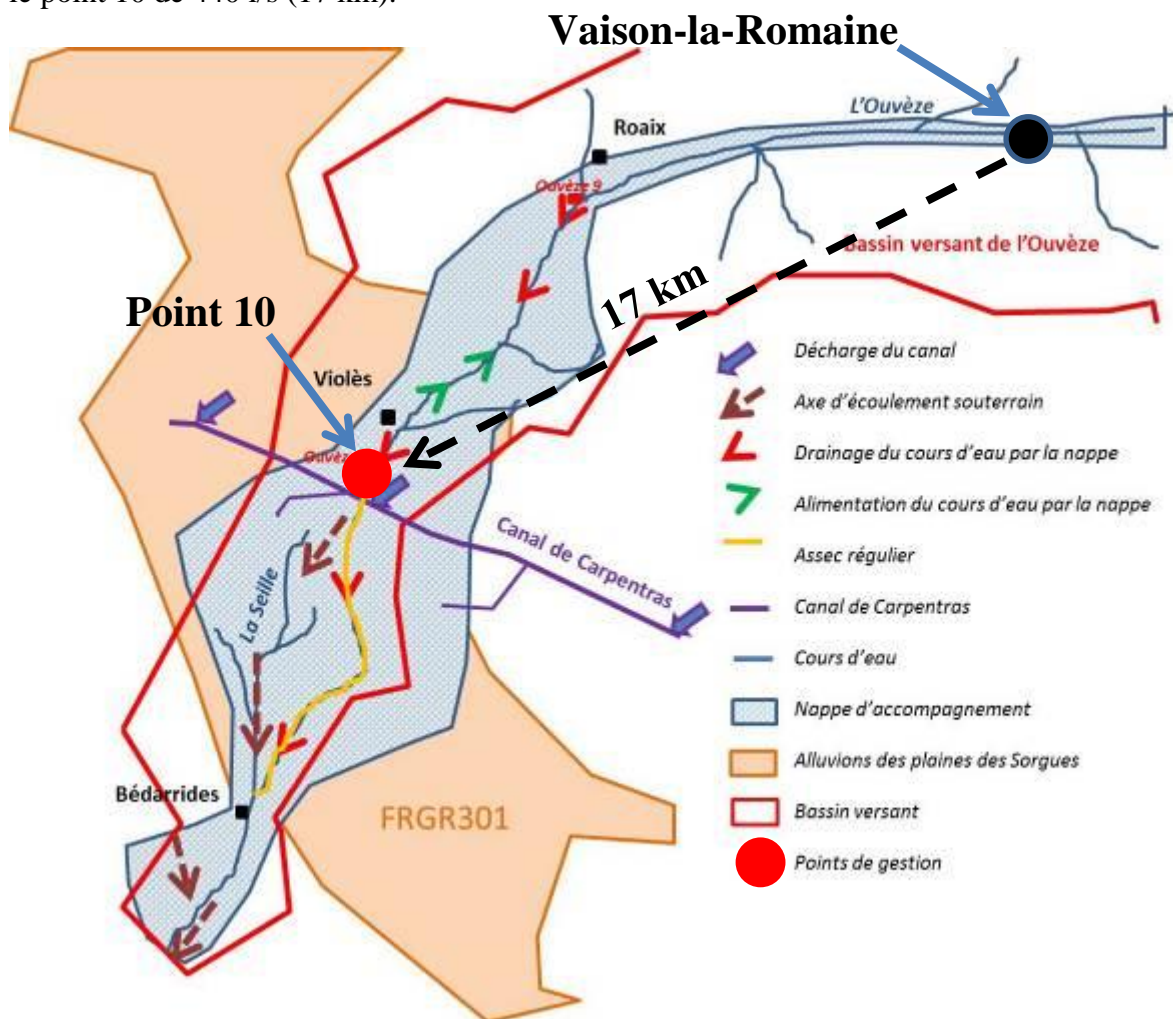 le point 10 de 440 l/s (17 km).
Vaison-la-Romaine
L'Ouvèze
Roaix
Ouvèze 9
Bassin versant de l'Ouvèze
17 km
Point 10
Violès
Ouvèz
Canal de Carpentras
La Seille
Bédarrides
FRGR301
Décharge du canal
Axe d'écoulement souterrain
Drainage du cours d'eau par la nappe
Alimentation du cours d'eau par la nappe
Assec régulier
Canal de Carpentras
Cours d'eau
Nappe d'accompagnement
Alluvions des plaines des Sorgues
Bassin versant
Points de gestion